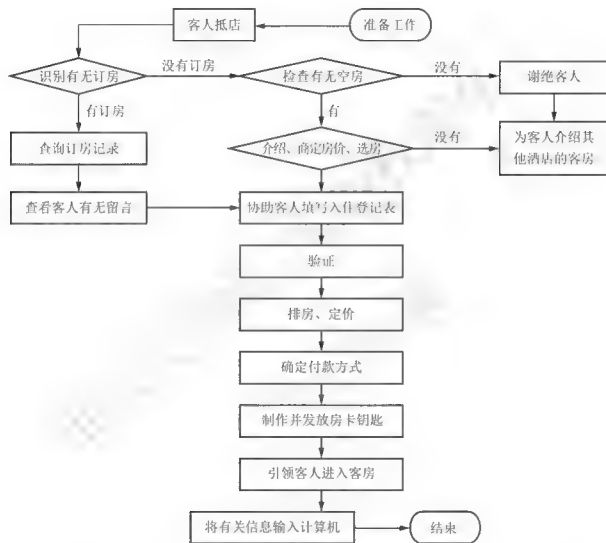 客人抵店
准备工作
识别有无订房
没有订房
检查有无空房
没有
谢绝客人
有订房
有
查询订房记录
介绍、商定房价、选房
没有
为客人介绍其
他酒店的客房
查看客人有无留言
协助客人填写入住登记表
验证
排房、定价
确定付款方式
制作并发放房卡钥匙
引领客人进入客房
将有关信息输入计算机
结束